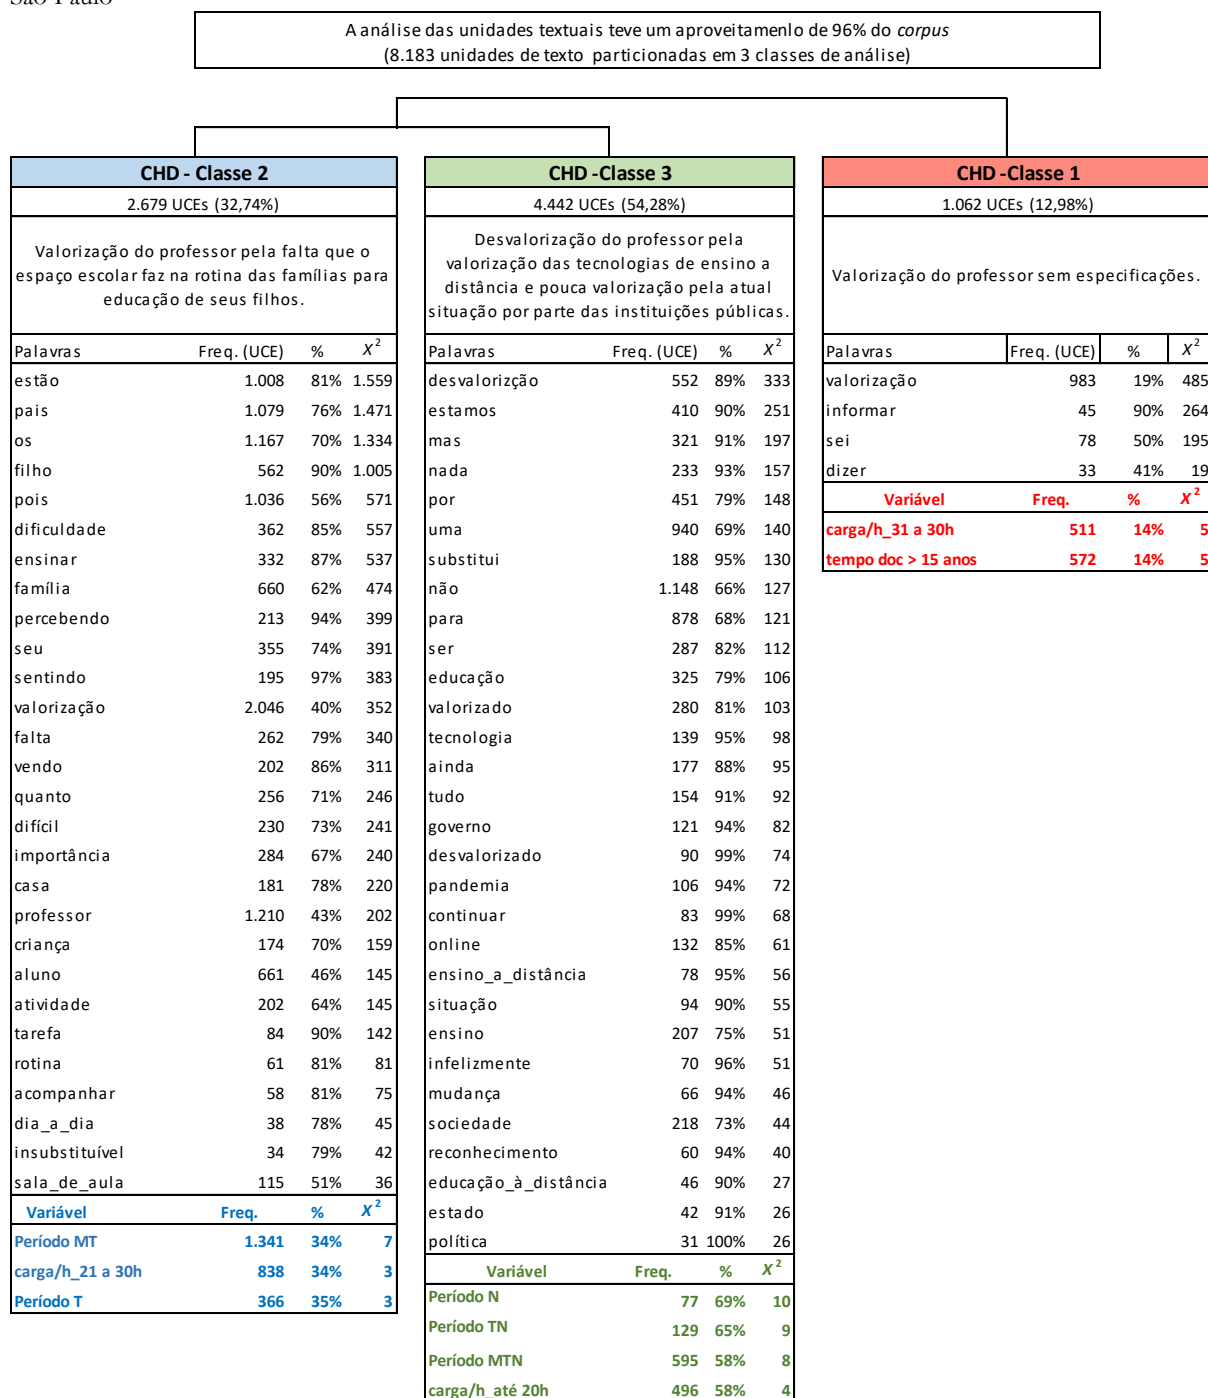 São Paulo
A análise das unidades textuais teve um aproveitamenlo de 96% do corpus
(8.183 unidades de texto particionadas em 3 classes de análise)
CHD - Classe 2
2.679 UCEs (32,74%)
Valorização do professor pela falta que o
espaço escolar faz na rotina das famílias para
educação de seus filhos.
Palavras Freq. (UCE) % X²
estão 1.008 81% 1.559
pais 1.079 76% 1.471
os 1.167 70% 1.334
filho 562 90% 1.005
pois 1.036 56% 571
dificuldade 362 85% 557
ensinar 332 87% 537
família 660 62% 474
percebendo 213 94% 399
seu 355 74% 391
sentindo 195 97% 383
valorização 2.046 40% 352
falta 262 79% 340
vendo 202 86% 311
quanto 256 71% 246
difícil 230 73% 241
importância 284 67% 240
casa 181 78% 220
professor 1.210 43% 202
criança 174 70% 159
aluno 661 46% 145
atividade 202 64% 145
tarefa 84 90% 142
rotina 61 81% 81
acompanhar 58 81% 75
dia_a_dia 38 78% 45
insubstituível 34 79% 42
sala_de_aula 115 51% 36
Variável Freq. % X²
Período MT 1.341 34% 7
carga/h_21 a 30h 838 34% 3
Período T 366 35% 3
CHD -Classe 3
4.442 UCEs (54,28%)
Desvalorização do professor pela
valorização das tecnologias de ensino a
distância e pouca valorização pela atual
situação por parte das instituições públicas.
Palavras Freq. (UCE) % X²
desvalorizção 552 89% 333
estamos 410 90% 251
mas 321 91% 197
nada 233 93% 157
por 451 79% 148
uma 940 69% 140
substitui 188 95% 130
não 1.148 66% 127
para 878 68% 121
ser 287 82% 112
educação 325 79% 106
valorizado 280 81% 103
tecnologia 139 95% 98
ainda 177 88% 95
tudo 154 91% 92
governo 121 94% 82
desvalorizado 90 99% 74
pandemia 106 94% 72
continuar 83 99% 68
online 132 85% 61
ensino_a_distância 78 95% 56
situação 94 90% 55
ensino 207 75% 51
infelizmente 70 96% 51
mudança 66 94% 46
sociedade 218 73% 44
reconhecimento 60 94% 40
educação_à_distância 46 90% 27
estado 42 91% 26
política 31 100% 26
Variável Freq. % X²
Período N 77 69% 10
Período TN 129 65% 9
Período MTN 595 58% 8
carga/h_até 20h 496 58% 4
CHD -Classe 1
1.062 UCEs (12,98%)
Valorização do professor sem especificações.
Palavras Freq. (UCE) % X²
valorização 983 19% 485
informar 45 90% 264
sei 78 50% 195
dizer 33 41% 19
Variável Freq. % X²
carga/h_31 a 30h 511 14% 5
tempo doc > 15 anos 572 14% 5